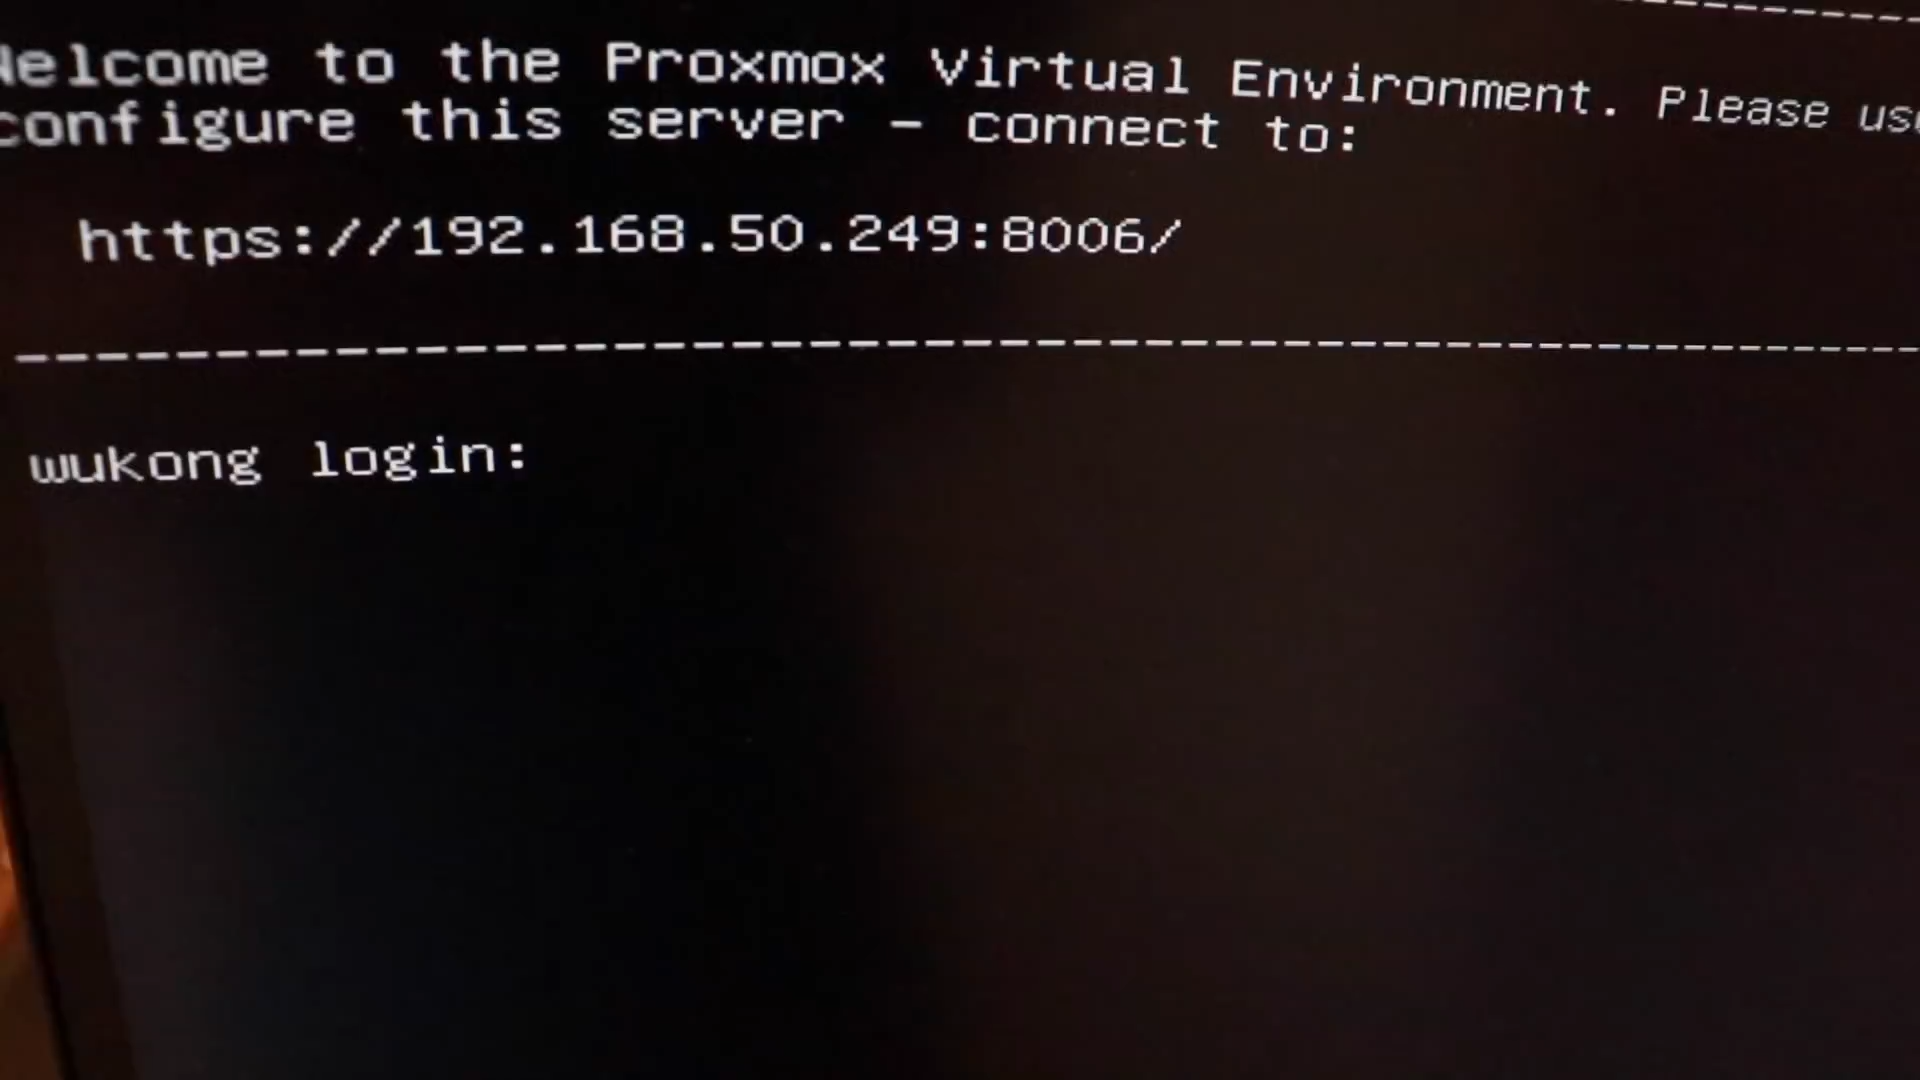 Welcome to the Proxmox Virtual Environment. Please use
configure this server - connect to:
https://192.168.50.249:8006/
wukong login: